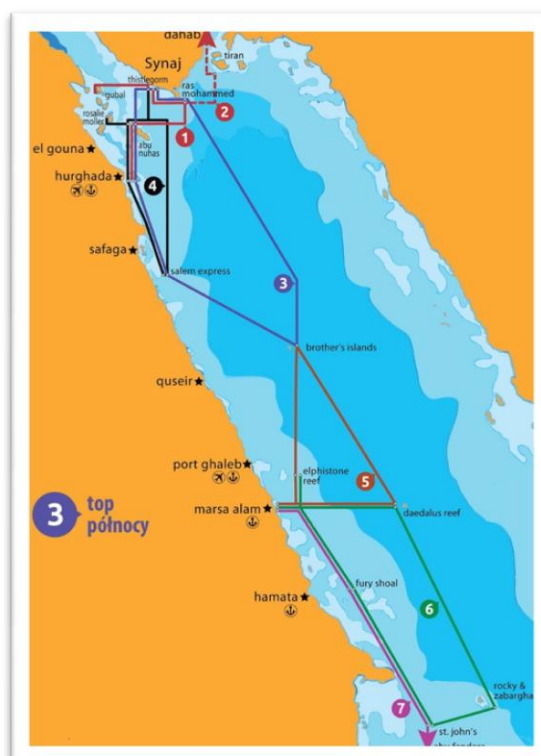 dahab
Synaj
tiran
thistlegorm
gubal
ras
mohammed
rosalie
moller
1
2
el gouna
abu
nuhas
hurghada
4
safaga
salem express
3
brother's islands
quseir
port ghaleb
elphistone
reef
5
3 top
północy
marsa alam
daedalus reef
hamata
fury shoal
6
rocky &
zabargha
7
st. john's